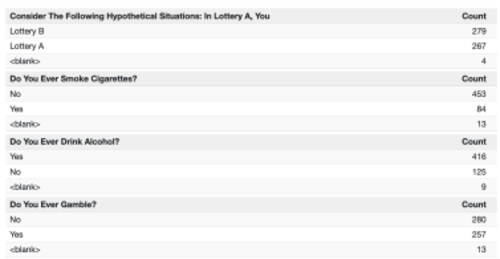 Consider The Following Hypothetical Situations: In Lottery A, You Count
Lottery B 279
Lottery A 267
<blank> 4
Do You Ever Smoke Cigarettes? Count
No 453
Yes 84
<blank> 13
Do You Ever Drink Alcohol? Count
Yes 416
No 125
<blank> 9
Do You Ever Gamble? Count
No 280
Yes 257
<blank> 13